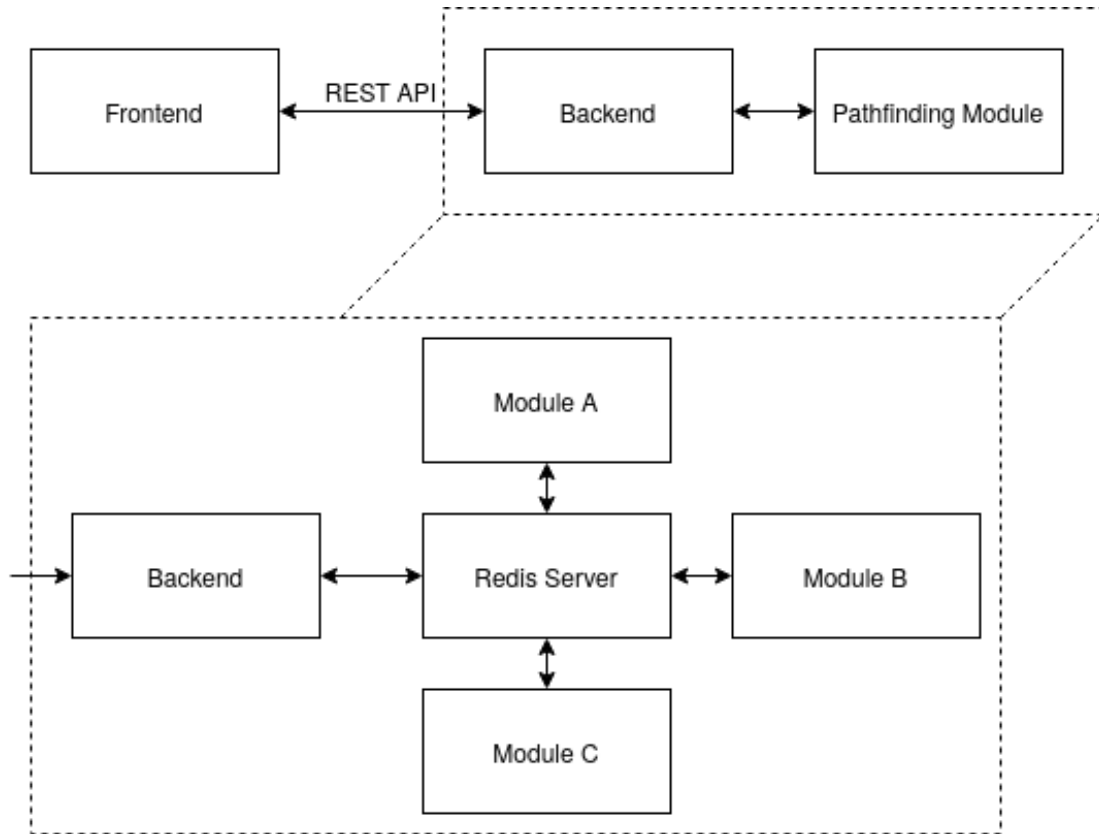 REST API
Frontend
Backend
Pathfinding Module
Module A
Backend
Redis Server
Module B
Module C